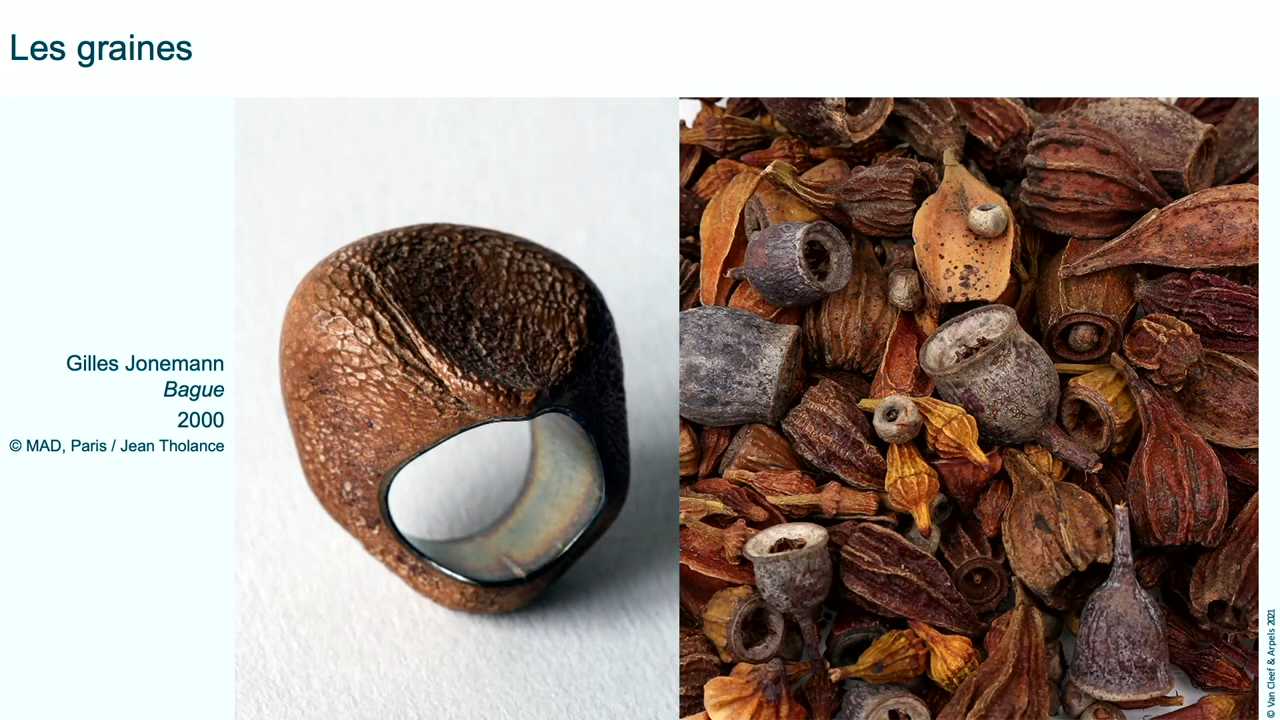 Les graines
Gilles Jonemann
Bague
2000
© MAD, Paris / Jean Tholance
© Van Cleef & Arpels 2021